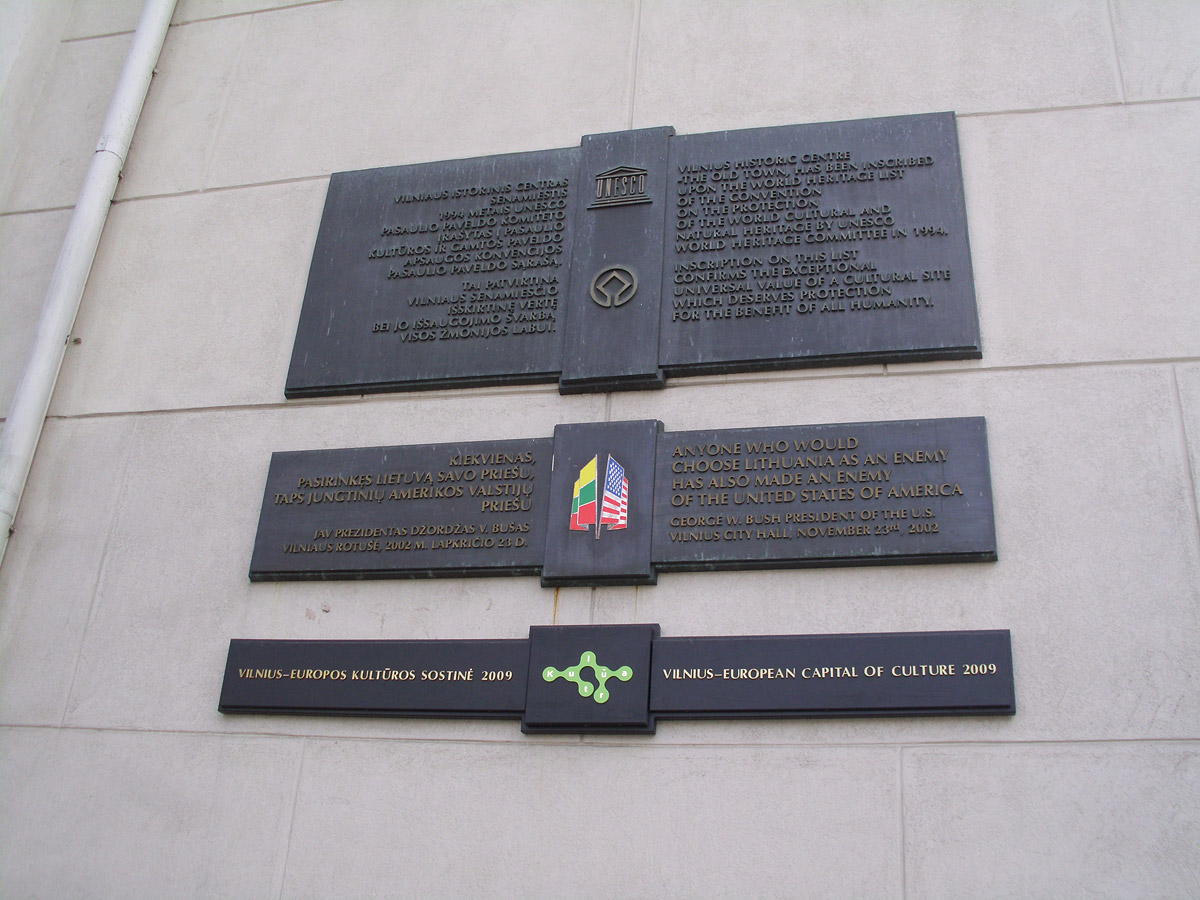 VILNIAUS ISTORINIS CENTRAS
SENAMIESTIS
1994 METAIS UNESCO
PASAULIO PAVELDO KOMITETO
ĮRAŠYTAS Į PASAULIO
KULTŪROS IR GAMTOS PAVELDO
APSAUGOS KONVENCIJOS
PASAULIO PAVELDO SĄRAŠĄ.
TAI PATVIRTINA
VILNIAUS SENAMIESČIO
IŠSKIRTINĘ VERTĘ
BEI JO IŠSAUGOJIMO SVARBĄ
VISOS ŽMONIJOS LABUI.
UNESCO
VILNIUS HISTORIC CENTRE
-THE OLD TOWN, HAS BEEN INSCRIBED
UPON THE WORLD HERITAGE LIST
OF THE CONVENTION
ON THE PROTECTION
OF THE WORLD CULTURAL AND
NATURAL HERITAGE BY UNESCO
WORLD HERITAGE COMMITTEE IN 1994.
INSCRIPTION ON THIS LIST
CONFIRMS THE EXCEPTIONAL
UNIVERSAL VALUE OF A CULTURAL SITE
WHICH DESERVES PROTECTION
FOR THE BENEFIT OF ALL HUMANITY.
KIEKVIENAS,
PASIRINKĘS LIETUVĄ SAVO PRIEŠU,
TAPS JUNGTINIŲ AMERIKOS VALSTIJŲ
PRIEŠU
JAV PREZIDENTAS DŽORDŽAS V. BUŠAS
VILNIAUS ROTUŠĖ, 2002 M. LAPKRIČIO 23 D.
ANYONE WHO WOULD
CHOOSE LITHUANIA AS AN ENEMY
HAS ALSO MADE AN ENEMY
OF THE UNITED STATES OF AMERICA
GEORGE W. BUSH PRESIDENT OF THE U.S.
VILNIUS CITY HALL, NOVEMBER 23rd, 2002
VILNIUS–EUROPOS KULTŪROS SOSTINĖ 2009
Kultūra
VILNIUS–EUROPEAN CAPITAL OF CULTURE 2009